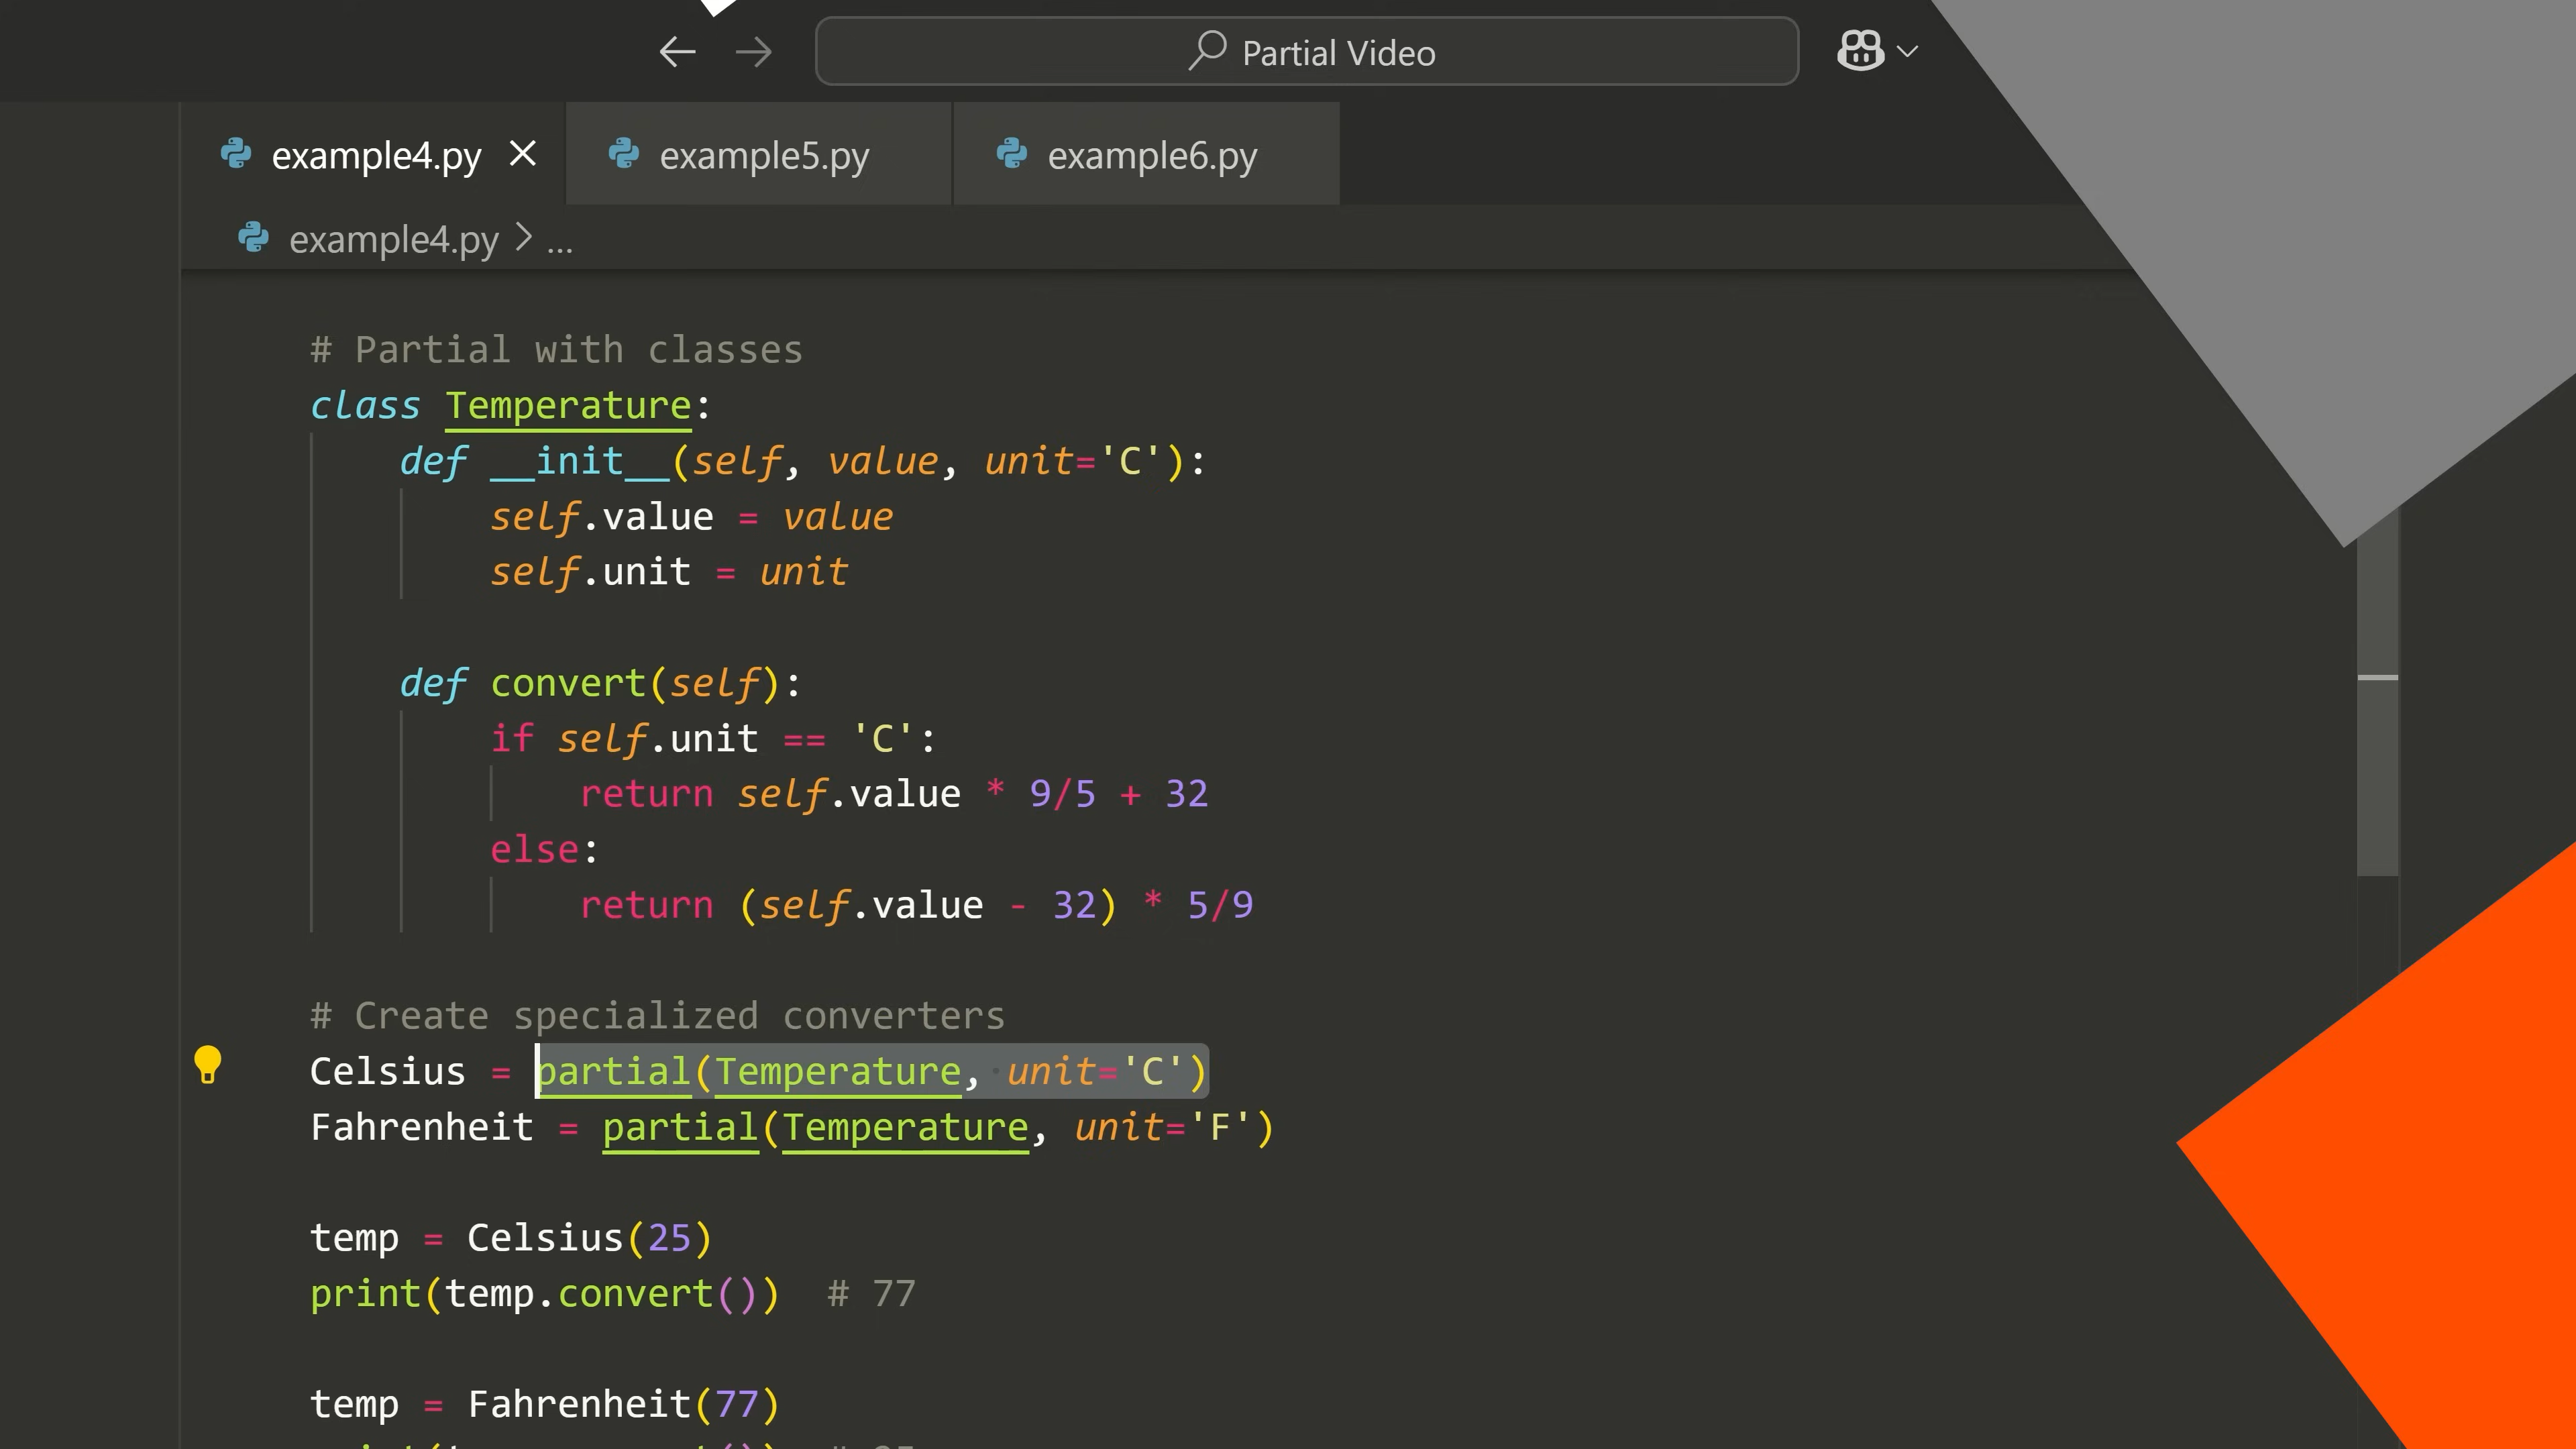 Partial Video
example4.py
example5.py
example6.py
example4.py > ...
# Partial with classes
class Temperature:
def __init__(self, value, unit='C'):
self.value = value
self.unit = unit
def convert(self):
if self.unit == 'C':
return self.value * 9/5 + 32
else:
return (self.value - 32) * 5/9
# Create specialized converters
Celsius = partial(Temperature, unit='C')
Fahrenheit = partial(Temperature, unit='F')
temp = Celsius(25)
print(temp.convert()) # 77
temp = Fahrenheit(77)